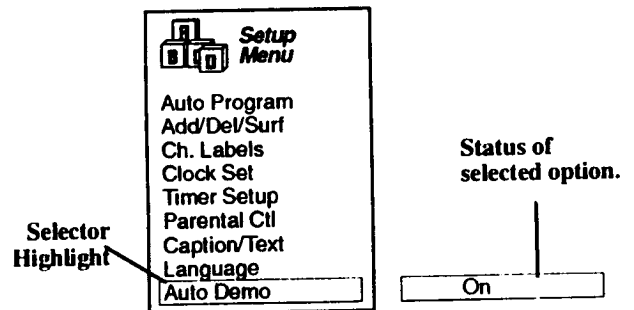 A
B C D
Setup
Menu
Auto Program
Add/Del/Surf
Ch. Labels
Clock Set
Timer Setup
Parental Ctl
Caption/Text
Language
Auto Demo
Selector
Highlight
Status of
selected option.
On